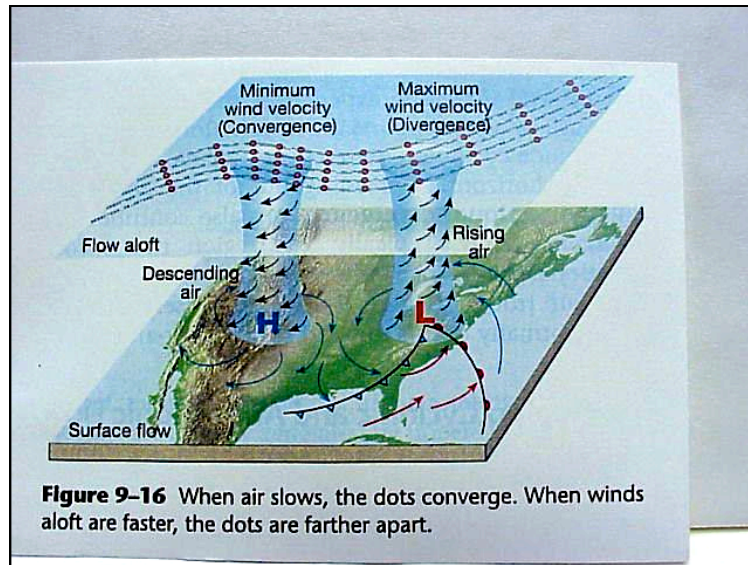 Minimum
wind velocity
(Convergence)
Maximum
wind velocity
(Divergence)
Flow aloft
Rising
air
Descending
air
H
L
Surface flow
Figure 9–16 When air slows, the dots converge. When winds
aloft are faster, the dots are farther apart.